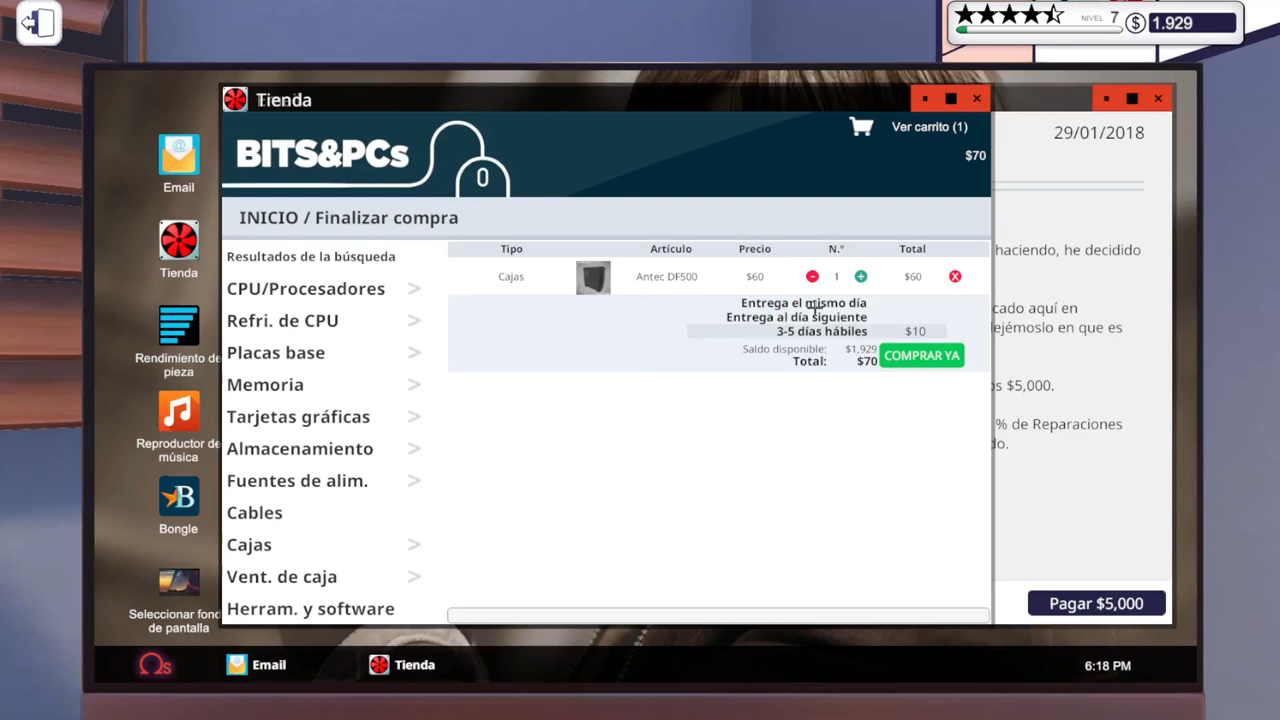 NIVEL 7
$ 1.929
Tienda
29/01/2018
BITS&PCs
Ver carrito (1)
$70
INICIO / Finalizar compra
Email
Tienda
Rendimiento de
pieza
Reproductor de
música
Bongle
Seleccionar fond
de pantalla
Resultados de la búsqueda
CPU/Procesadores >
Refri. de CPU >
Placas base >
Memoria >
Tarjetas gráficas >
Almacenamiento >
Fuentes de alim. >
Cables
Cajas >
Vent. de caja >
Herram. y software
Tipo Artículo Precio N.º Total
Cajas Antec DF500 $60 - 1 + $60 X
Entrega el mismo día
Entrega al día siguiente
3-5 días hábiles $10
Saldo disponible: $1,929
Total: $70
COMPRAR YA
haciendo, he decidido
cado aquí en
dejémoslo en que es
os $5,000.
% de Reparaciones
do.
Pagar $5,000
Ωs
Email
Tienda
6:18 PM